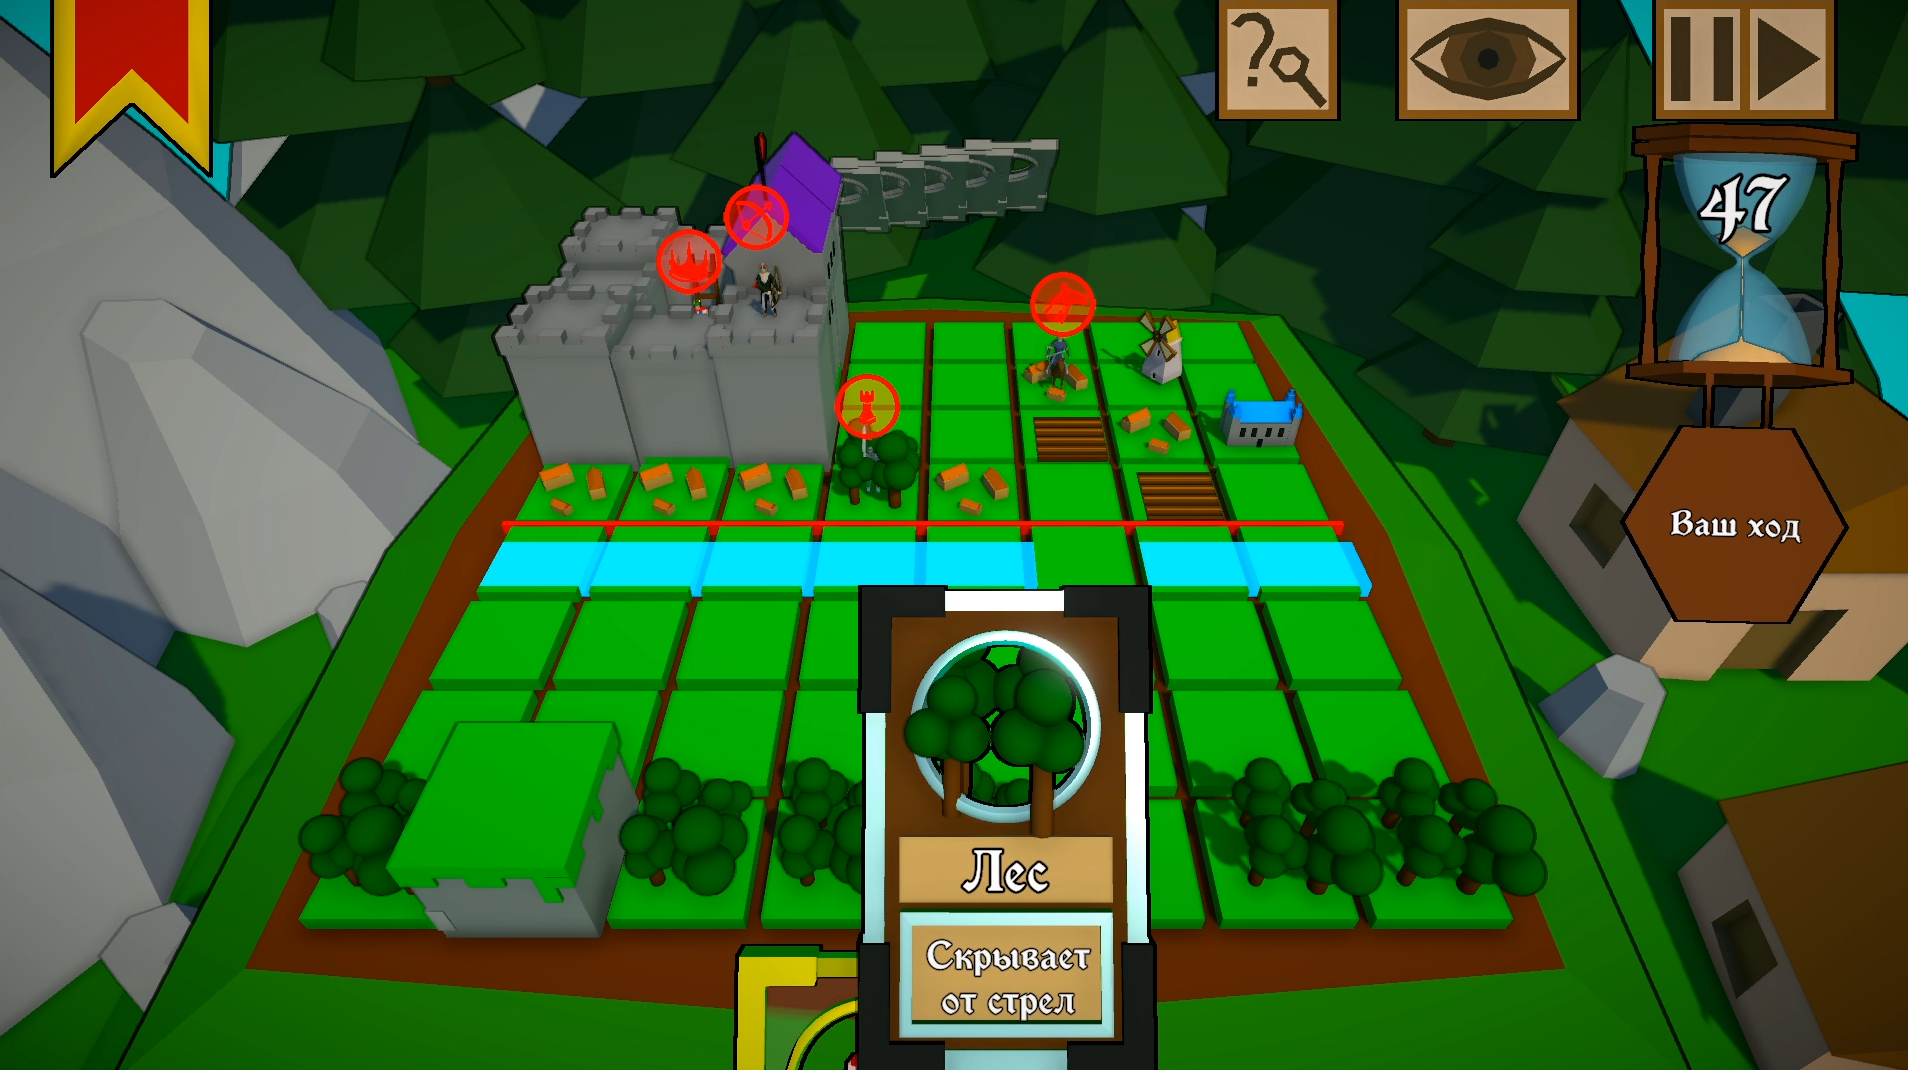 47
Ваш ход
Лес
Скрывает
от стрел